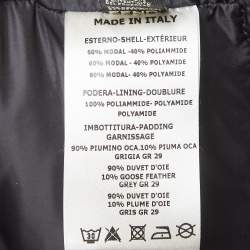 MADE IN ITALY
ESTERNO-SHELL-EXTÉRIEUR
60% MODAL-40% POLIAMMIDE
60% MODAL - 40% POLYAMIDE
60% MODAL - 40% POLYAMIDE
FODERA-LINING-DOUBLURE
100% POLIAMMIDE- POLYAMIDE
POLYAMIDE
IMBOTTITURA-PADDING
GARNISSAGE
90% PIUMINO OCA.10% PIUMA OCA
GRIGIA GR 29
90% DUVET D'OIE
10% GOOSE FEATHER
GREY GR 29
90% DUVET D'OIE
10% PLUME D'OIE
GRIS GR 29